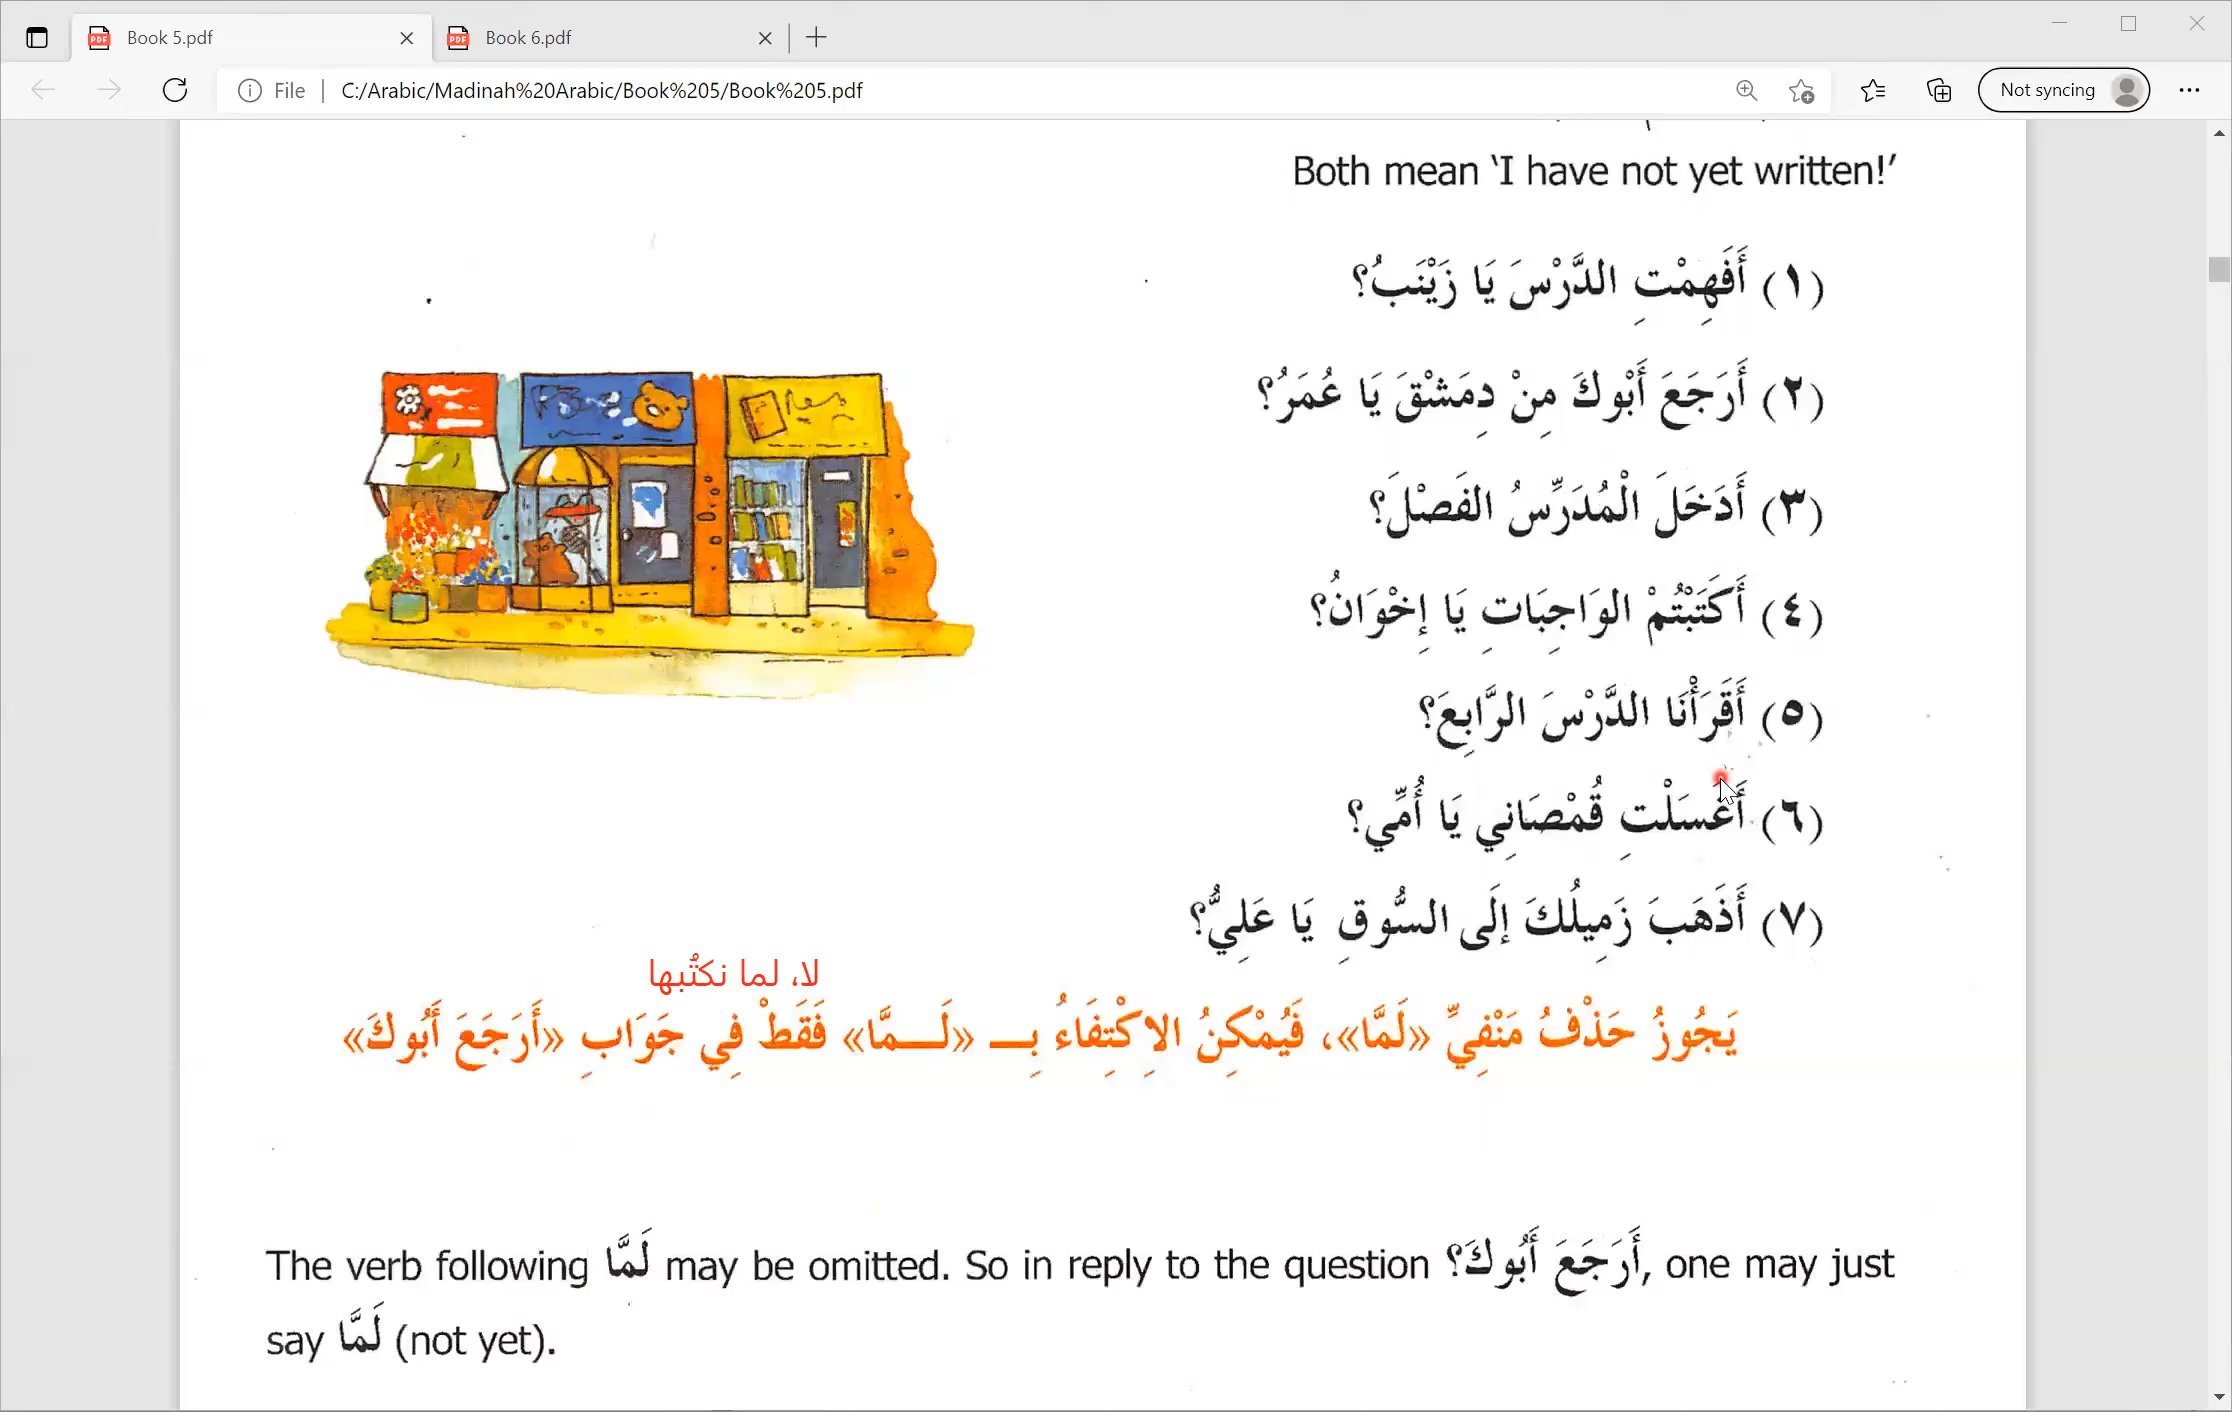 Book 5.pdf
Book 6.pdf
File
C:/Arabic/Madinah%20Arabic/Book%205/Book%205.pdf
Not syncing
Both mean ‘I have not yet written!’
(١) أَفَهِمْتِ الدَّرْسَ يَا زَيْنَبُ؟
(٢) أَرَجَعَ أَبُوكَ مِنْ دِمَشْقَ يَا عُمَرُ؟
(٣) أَدَخَلَ الْمُدَرِّسُ الفَصْلَ؟
(٤) أَكَتَبْتُمْ الوَاجِبَاتِ يَا إِخْوَانُ؟
(٥) أَقَرَأْنَا الدَّرْسَ الرَّابِعَ؟
(٦) أَغَسَلْتِ قُمْصَانِي يَا أُمِّي؟
(٧) أَذَهَبَ زَمِيلُكَ إِلَى السُّوقِ يَا عَلِيُّ؟
لا، لما نكتُبها
يَجُوزُ حَذْفُ مَنْفِيِّ «لَمَّا»، فَيُمْكِنُ الاِكْتِفَاءُ بِـ «لَـمَّا» فَقَطْ فِي جَوَابِ «أَرَجَعَ أَبُوكَ»
The verb following لَمَّا may be omitted. So in reply to the question أَرَجَعَ أَبُوكَ؟, one may just
say لَمَّا (not yet).